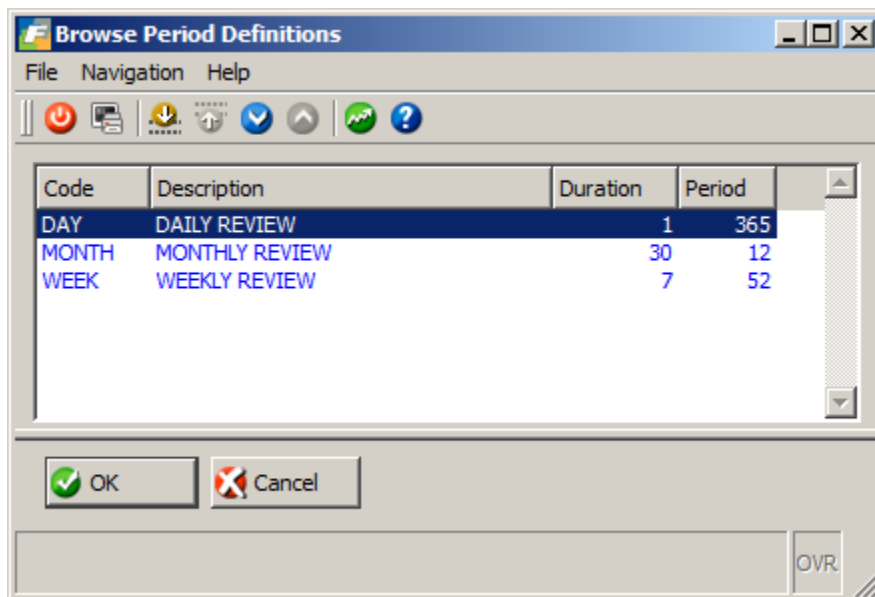 Browse Period Definitions
File Navigation Help
Code Description Duration Period
DAY DAILY REVIEW 1 365
MONTH MONTHLY REVIEW 30 12
WEEK WEEKLY REVIEW 7 52
OK Cancel
OVR